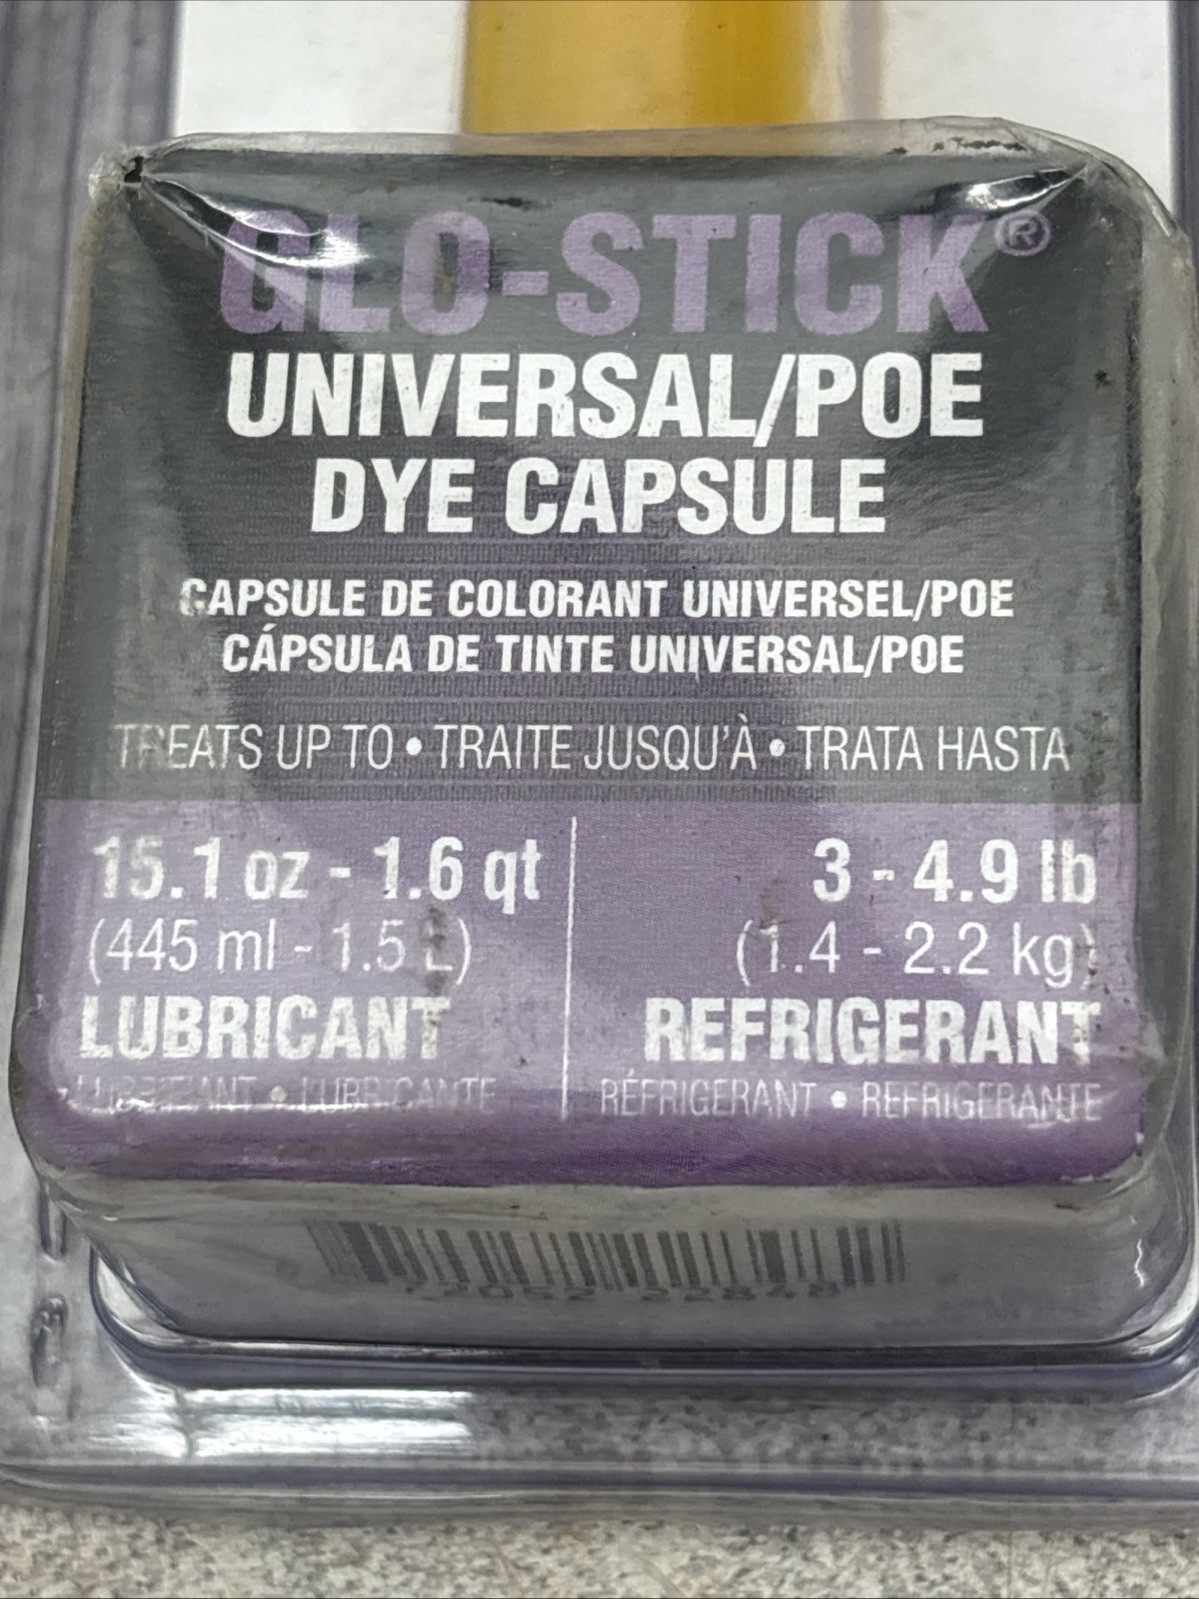 GLO-STICK®
UNIVERSAL/POE
DYE CAPSULE
CAPSULE DE COLORANT UNIVERSEL/POE
CÁPSULA DE TINTE UNIVERSAL/POE
TREATS UP TO • TRAITE JUSQU'À • TRATA HASTA
15.1 oz - 1.6 qt
(445 ml - 1.5 L)
LUBRICANT
LUBRIFIANT • LUBRICANTE
3 - 4.9 lb
(1.4 - 2.2 kg)
REFRIGERANT
RÉFRIGERANT • REFRIGERANTE